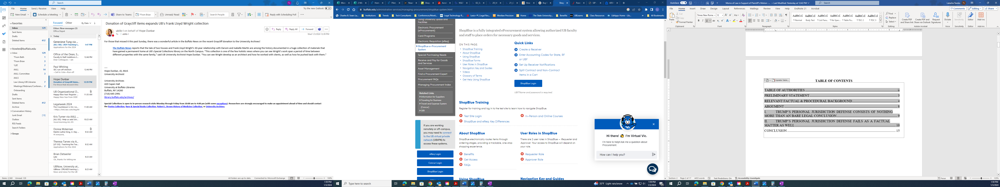 Search
LT
File
Home
Send / Receive
View
Help
Try the new Outlook
Off
New Email
Schedule a Meeting
Share to Teams
*From Brian
Unread/ Read
Search People
Reply with Scheduling Poll
Favorites
Inbox 129
Sent Items
Drafts
Deleted Items 412
ltowles@buffalo.edu
Inbox 129
*From Beth 1
*From Brian 3
*LRT 7
AALL 14
AALL Committee 3
AALS
Law Library/UB Libraries 7
Meetings/Webinars/Conferen... 2
Onboarding
Drafts
Sent Items
Deleted Items 412
Archive
Conversation History
Junk Email [13]
Outbox
RSS Feeds
Search Folders
Groups
Focused Other By Date
Other: New messages (3)
Office Depot
Today
Genevieve Tung via ...
[ALL-SIS] : 2024 Teaching t... 1:47 PM
Applications for the 2024
Office of the Dean, S...
Faculty & Staff Additions t... 12:46 PM
Dear Colleagues: I am
Paul Whiting
SEC run-off election 12:46 PM
--Call to Vote—Run-off
Hope Dunbar
Donation of Graycliff items... 12:39 PM
For those that missed it this
UB Organizational D...
Happy New Year! Register ... 11:35 AM
Happy New Year from ODE!
Legalweek 2024
The Countdown Is On | Le... 11:00 AM
<https://link.law.com/img/64
Kris Turner via AALL ...
[ALL-SIS] : Help us add Sch... 10:23 AM
Good morning ALL-SIS
Donna Mckernan
Martin Luther King, Jr. Day ... 9:32 AM
Hi everyone,
Theresa Tarves via A...
[LIT-SIS] : Teaching the Tea... 9:32 AM
Applications for the 2024
Brian Detweiler
Late 9:23 AM
Ok, thanks for letting me
UBNow, University at...
UBNow: CPR/AED training |... 8:23 AM
News and views for the UB
Donation of Graycliff items expands UB's Frank Lloyd Wright collection
ublib-l on behalf of Hope Dunbar
To ublib-l
Reply
Reply All
Forward
Wed 1/3/2024 12:39 PM
For those that missed it this past Sunday, there was a wonderful article in the Buffalo News on the recent Graycliff donation to the University Archives!
The Buffalo News reports that the tale of two houses and Frank Lloyd Wright's 30-year relationship with Darwin and Isabelle Martin are among the history documented in a huge collection of materials that
have gained a permanent home at UB's Special Collections library on the North Campus. "This collection is one of the few holistic views where you can see Wright's work span a period of time between
different properties with the same family," said UB University Archivist Hope Dunbar. "You can see Wright develop as an architect and how he worked with clients, as well as how he pushed back with them."
---
Hope Dunbar, JD, MLIS
University Archivist
University Archives
420 Capen Hall
University at Buffalo Libraries
Buffalo, NY 14260
(716) 645-2991
library.buffalo.edu/archives/
Special Collections is open to in-person research visits Monday through Friday from 10:00 am to 4:00 pm (with some exceptions). Researchers are strongly encouraged to make an appointment ahead of time and should contact
the Poetry Collection, Rare & Special Books Collection, Robert L. Brown History of Medicine Collection, or University Archives.
Items: 2,560 Unread: 129
All folders are up to date. Connected to: Microsoft Exchange
100%
1:59 PM
1/3/2024
buffalo.edu/administrative-services/managing-procurement/shopblue-system.html
Charles B. Sears La...
Institutions
Trends
Tech Consultants
Conferences/Meeti...
Legal Technology R...
Lexis+® | Legal Res...
Westlaw Precision
Home
The State University...
Benefits
UBLearns
Class Resources
LibApps Home - Lib...
All Bookmarks
Using University Space and
Facilities
Electronic Procurement
(eProcurement)
Card Programs
Electronic Requisition (eReq)
ShopBlue e-Procurement
System
Special Purchasing Needs
Receive and Pay for Goods
and Services
Asset Management
Find a Procurement Expert
Procurement FAQs
Managing Procurement Index
Related Links
Information for Suppliers
Traveling for Business
Travel and Expense System
(Concur)
SIRI
If you are working
remotely or off-campus,
you may need to connect
to the UB virtual private
network (UBVPN) to
access these systems.
eReq Login
Concur Login
ShopBlue Login
ShopBlue is a fully integrated eProcurement system allowing authorized UB faculty
and staff to place orders for necessary goods and services.
ON THIS PAGE:
ShopBlue Training
About ShopBlue
Using ShopBlue
ShopBlue Forms
User Roles in ShopBlue
Navigation Key and Guides
Videos
Glossary of Terms
Get Help Using ShopBlue
Quick Links
Create a Receiver
Enter Accounting Codes for State, RF
or UBF
Set Up Receiver Notifications
Split Contract and Non-Contract
Items in a Cart
ShopBlue Login
UBITName and password is required.
ShopBlue Training
Register for training and log in to the test site to learn how to navigate ShopBlue.
Test Site Login
In-Person and Online Courses
ShopBlue and eReq: Key Differences
About ShopBlue
ShopBlue electronically routes items through
ordering stages, providing a trackable, one-stop
shopping experience.
Benefits
Get Access
FAQs
User Roles in ShopBlue
There are 2 user roles in ShopBlue — Requester and
Approver. Your access to ShopBlue will depend on
your role.
Requester Role
Approver Role
Using ShopBlue
Navigation Key and Guides
Hi there! I'm Virtual Vic.
I'm here to help! Ask me a question about
Procurement.
How can I help you?
Type here to search
35°F Light rain/snow
1:59 PM
1/3/2024
AutoSave On
Memo of Law in Support of Plaintiff's Motion -... • Last Modified: Yesterday at 12:42 PM
Search
Latasha Towles LT
File
Home
Insert
Draw
Design
Layout
References
Mailings
Review
View
Help
EndNote 21
Acrobat
Comments
Editing
Share
Paste
Cut
Copy
Format Painter
Clipboard
Times New Roma 12
Font
Paragraph
¶ Normal
Body Text
¶ List Para...
¶ No Spac...
¶ Table Pa...
¶ TOC 2
¶ TOC 3
Styles
Find
Replace
Select
Editing
Create PDF
and Share link
Create PDF and
Share via Outlook
Request
Signatures
Adobe Acrobat
Dictate
Voice
Sensitivity
Sensitivity
Editor
Editor
Add-ins
Add-ins
Update Table...
TABLE OF CONTENTS
TABLE OF AUTHORITIES ii
PRELIMINARY STATEMENT 3
RELEVANT FACTUAL & PROCEDURAL BACKGROUND 4
ARGUMENT 8
I. TRUMP'S PERSONAL JURISDICTION DEFENSE CONSISTS OF NOTHING
MORE THAN AN BARE LEGAL CONCLUSION 9
II. TRUMP'S PERSONAL JURISDICTION DEFENSE FAILS AS A FACTUAL
MATTER AS WELL 10
CONCLUSION 15
Section: 2 Page 2 of 17 4453 words Text Predictions: On Accessibility: Investigate
Focus
125%
1:59 PM
1/3/2024